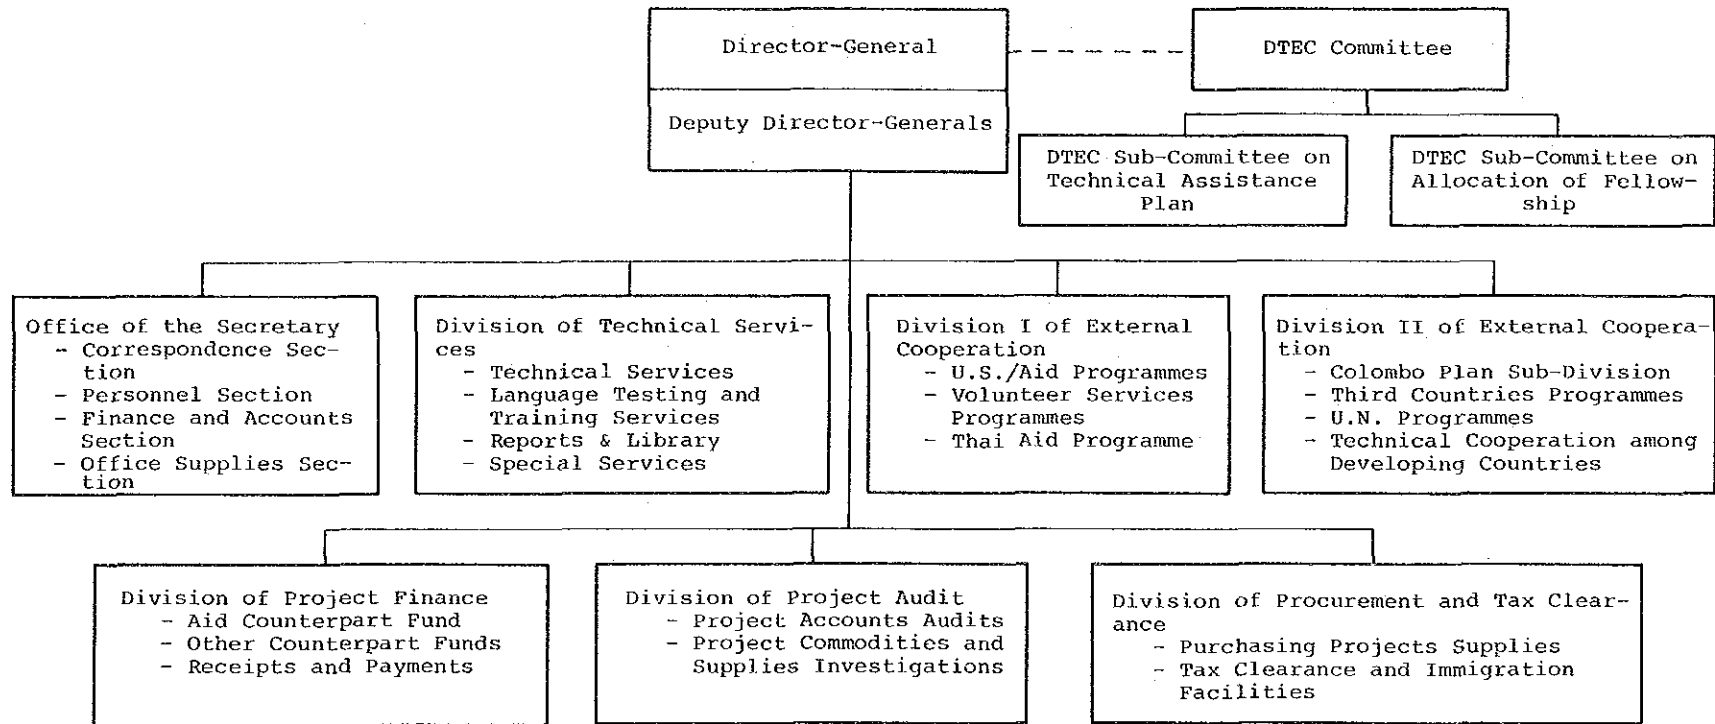 Director-General
DTEC Committee
Deputy Director-Generals
DTEC Sub-Committee on
Technical Assistance
Plan
DTEC Sub-Committee on
Allocation of Fellow-
ship
Office of the Secretary
- Correspondence Sec-
tion
- Personnel Section
- Finance and Accounts
Section
- Office Supplies Sec-
tion
Division of Technical Servi-
ces
- Technical Services
- Language Testing and
Training Services
- Reports & Library
- Special Services
Division I of External
Cooperation
- U.S./Aid Programmes
- Volunteer Services
Programmes
- Thai Aid Programme
Division II of External Coopera-
tion
- Colombo Plan Sub-Division
- Third Countries Programmes
- U.N. Programmes
- Technical Cooperation among
Developing Countries
Division of Project Finance
- Aid Counterpart Fund
- Other Counterpart Funds
- Receipts and Payments
Division of Project Audit
- Project Accounts Audits
- Project Commodities and
Supplies Investigations
Division of Procurement and Tax Clear-
ance
- Purchasing Projects Supplies
- Tax Clearance and Immigration
Facilities